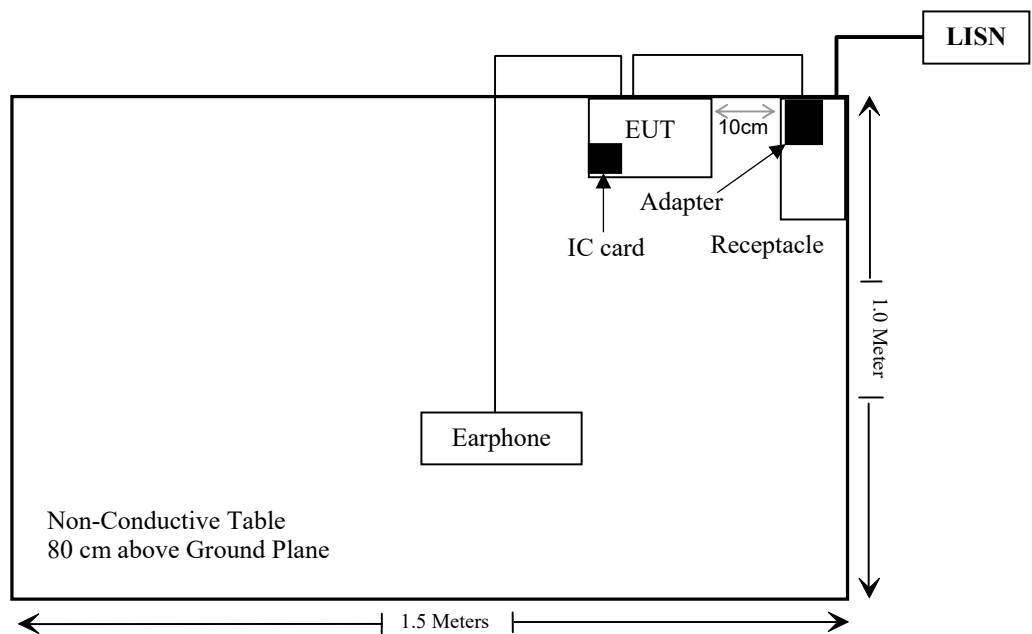 LISN
EUT
10cm
Adapter
IC card
Receptacle
1.0 Meter
Earphone
Non-Conductive Table
80 cm above Ground Plane
1.5 Meters